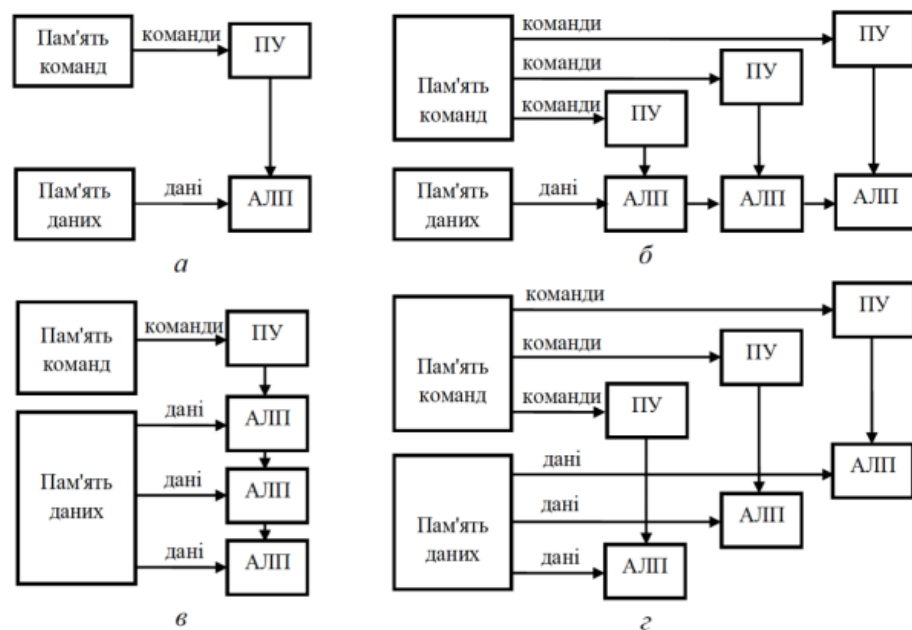 Пам'ять
команд
команди
ПУ
Пам'ять
даних
дані
АЛП
а
команди
ПУ
команди
ПУ
Пам'ять
команд
команди
ПУ
Пам'ять
даних
дані
АЛП
АЛП
АЛП
б
Пам'ять
команд
команди
ПУ
дані
АЛП
Пам'ять
даних
дані
АЛП
дані
АЛП
в
команди
ПУ
команди
ПУ
Пам'ять
команд
команди
ПУ
дані
АЛП
Пам'ять
даних
дані
АЛП
дані
АЛП
г